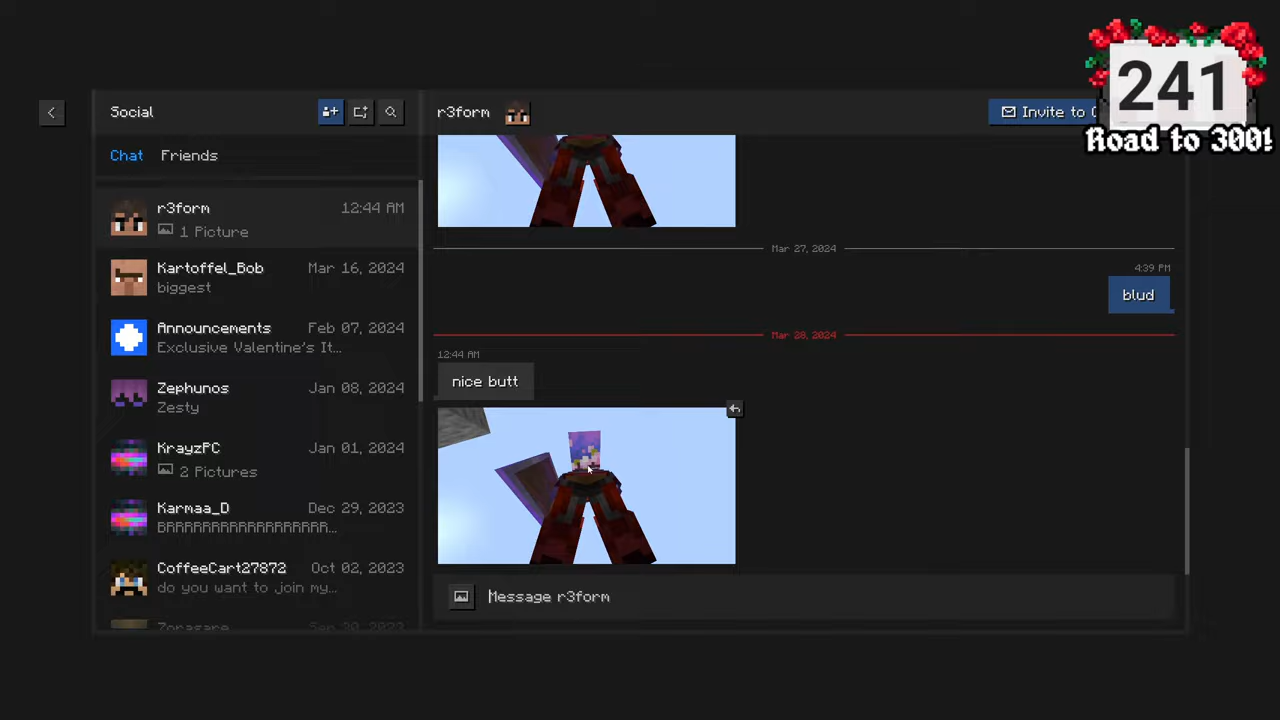 241
Road to 300!
Social
r3form
Invite to
Chat Friends
r3form 12:44 AM
1 Picture
Kartoffel_Bob Mar 16, 2024
biggest
Announcements Feb 07, 2024
Exclusive Valentine's It...
Zephunos Jan 08, 2024
Zesty
KrayzPC Jan 01, 2024
2 Pictures
Karmaa_D Dec 29, 2023
BRRRRRRRRRRRRRRRRRR...
CoffeeCart27872 Oct 02, 2023
do you want to join my...
Mar 27, 2024
4:39 PM
blud
Mar 28, 2024
12:44 AM
nice butt
Message r3form